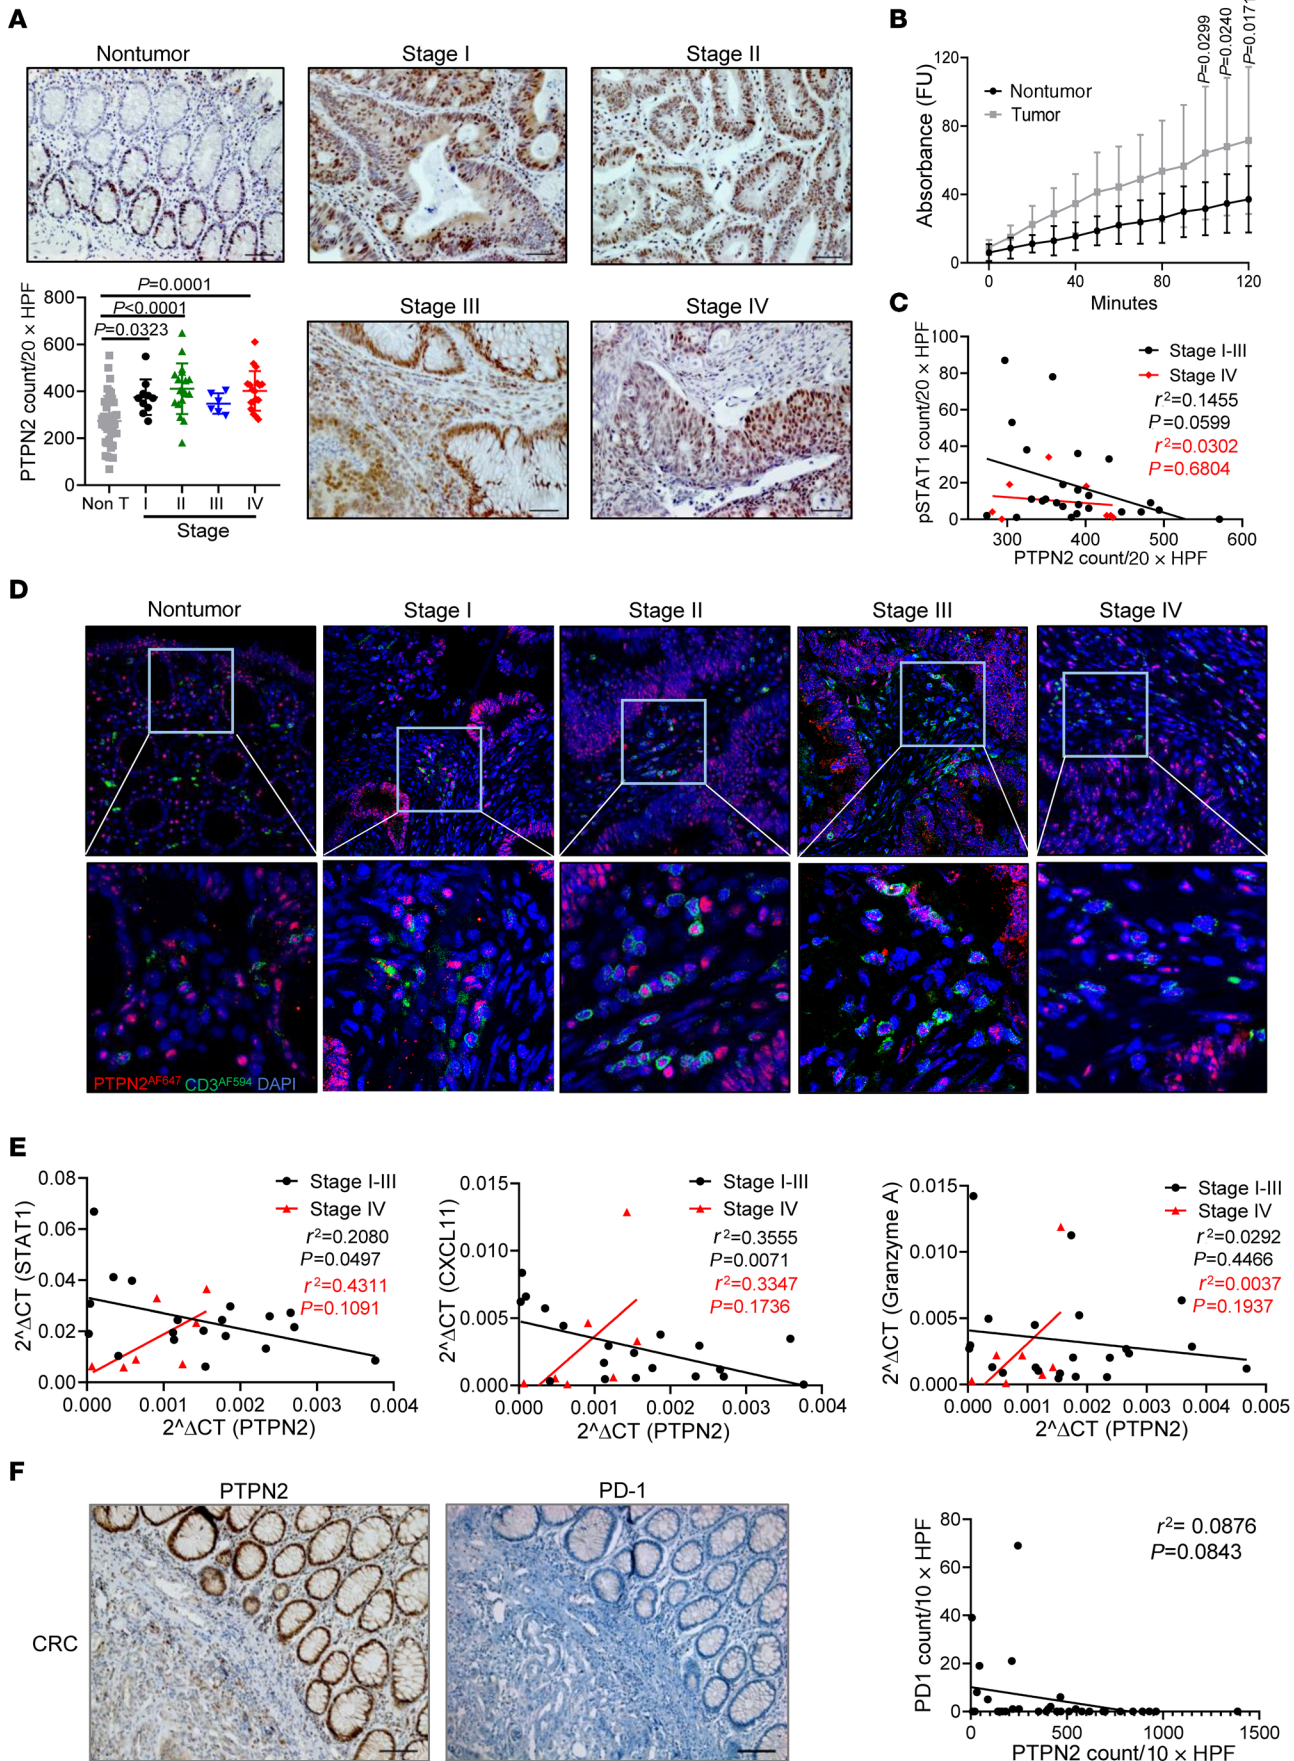 A
Nontumor
Stage I
Stage II
PTPN2 count/20 × HPF
800
600
400
200
0
P=0.0001
P<0.0001
P=0.0323
Non T
I
II
III
IV
Stage
Stage III
Stage IV
B
Absorbance (FU)
120
80
40
0
Nontumor
Tumor
P=0.0299
P=0.0240
P=0.0171
0
40
80
120
Minutes
C
pSTAT1 count/20 × HPF
100
80
60
40
20
0
Stage I-III
Stage IV
r²=0.1455
P=0.0599
r²=0.0302
P=0.6804
300
400
500
600
PTPN2 count/20 × HPF
D
Nontumor
Stage I
Stage II
Stage III
Stage IV
PTPN2AF647 CD3AF594 DAPI
E
2^ΔCT (STAT1)
0.08
0.06
0.04
0.02
0.00
Stage I-III
Stage IV
r²=0.2080
P=0.0497
r²=0.4311
P=0.1091
0.000
0.001
0.002
0.003
0.004
2^ΔCT (PTPN2)
2^ΔCT (CXCL11)
0.015
0.010
0.005
0.000
Stage I-III
Stage IV
r²=0.3555
P=0.0071
r²=0.3347
P=0.1736
0.000
0.001
0.002
0.003
0.004
2^ΔCT (PTPN2)
2^ΔCT (Granzyme A)
0.015
0.010
0.005
0.000
Stage I-III
Stage IV
r²=0.0292
P=0.4466
r²=0.0037
P=0.1937
0.000
0.001
0.002
0.003
0.004
0.005
2^ΔCT (PTPN2)
F
PTPN2
PD-1
CRC
PD1 count/10 × HPF
80
60
40
20
0
r²= 0.0876
P=0.0843
0
500
1000
1500
PTPN2 count/10 × HPF